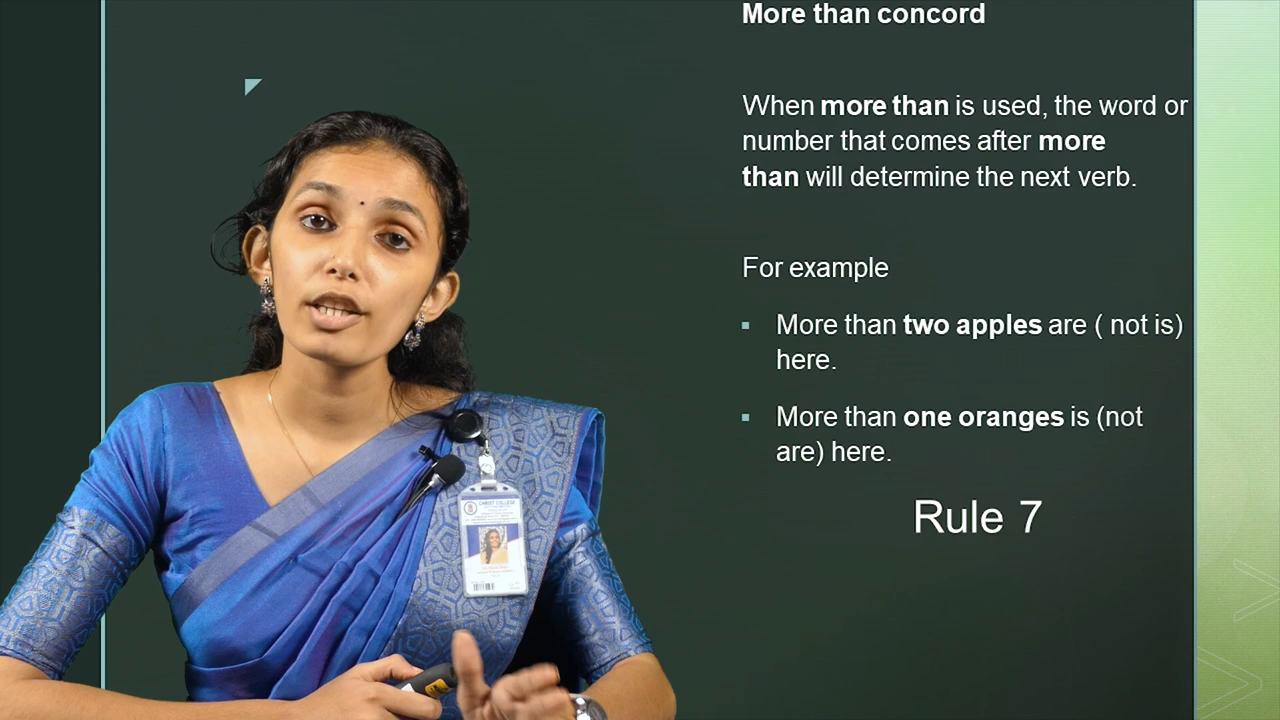 More than concord
When more than is used, the word or
number that comes after more
than will determine the next verb.
For example
More than two apples are ( not is)
here.
More than one oranges is (not
are) here.
Rule 7
CHRIST COLLEGE